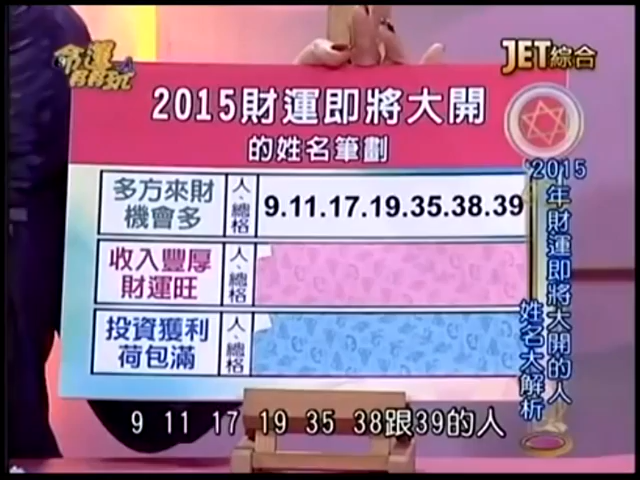 命運好好玩
JET綜合
2015財運即將大開
的姓名筆劃
多方來財
機會多
人、總格
9.11.17.19.35.38.39
收入豐厚
財運旺
人、總格
投資獲利
荷包滿
人、總格
2015年財運即將大開的人
姓名大解析
9 11 17 19 35 38跟39的人